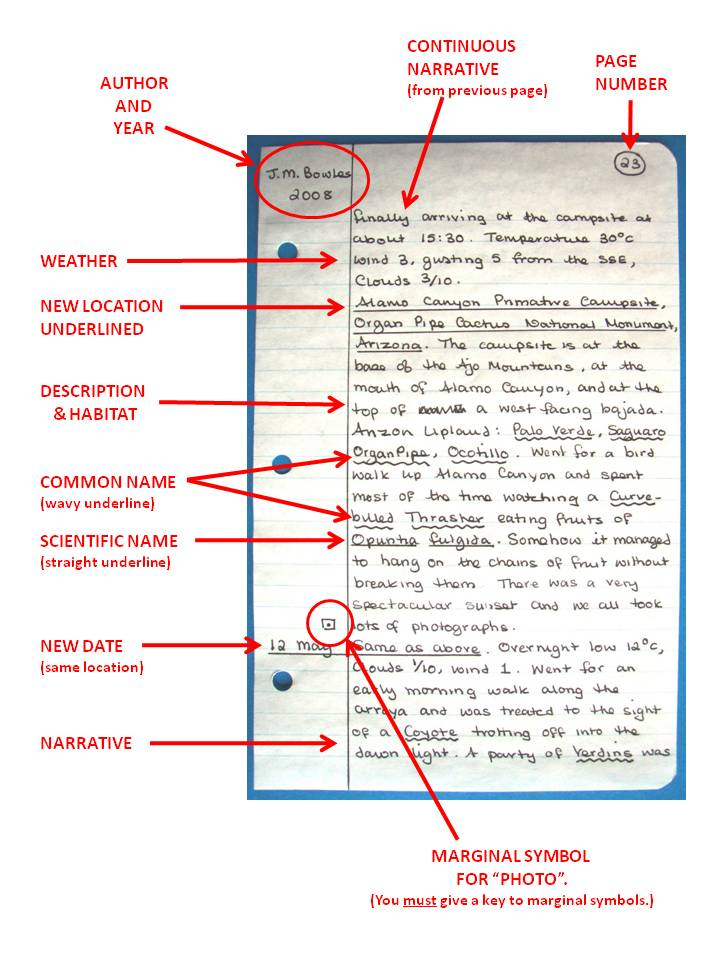 CONTINUOUS
NARRATIVE
(from previous page)
PAGE
NUMBER
AUTHOR
AND
YEAR
WEATHER
NEW LOCATION
UNDERLINED
DESCRIPTION
& HABITAT
COMMON NAME
(wavy underline)
SCIENTIFIC NAME
(straight underline)
NEW DATE
(same location)
NARRATIVE
J.M. Bowles
2008
23
finally arriving at the campsite at
about 15:30. Temperature 30°C
wind 3, gusting 5 from the SSE,
Clouds 3/10.
Alamo Canyon Primative Campsite,
Organ Pipe Cactus National Monument,
Arizona. The campsite is at the
base of the Ajo Mountains, at the
mouth of Alamo Canyon, and at the
top of a west facing bajada.
Arizon Upland: Palo Verde, Saguaro
Organ Pipe, Ocotillo. Went for a bird
walk up Alamo Canyon and spent
most of the time watching a Curve-
billed Thrasher eating fruits of
Opuntia fulgida. Somehow it managed
to hang on the chains of fruit without
breaking them. There was a very
spectacular sunset and we all took
lots of photographs.
12 May Same as above. Overnight low 12°C,
Clouds 1/10, wind 1. Went for an
early morning walk along the
arroya and was treated to the sight
of a Coyote trotting off into the
dawn light. A party of Verdins was
MARGINAL SYMBOL
FOR “PHOTO”.
(You must give a key to marginal symbols.)